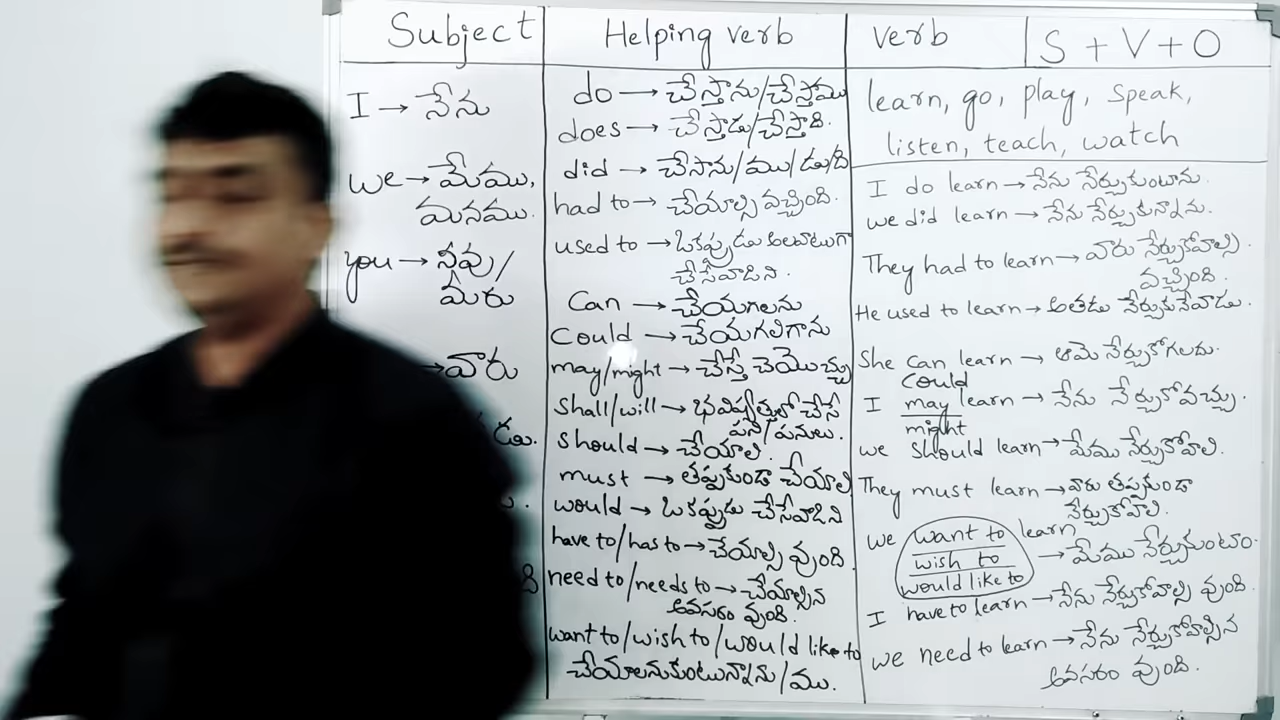 Subject
I → నేను
we → మేము,
మనము.
you → నీవు/
మీరు
→ వారు
డు.
Helping verb
do → చేస్తాను/చేస్తాము
does → చేస్తాడు/చేస్తాది.
did → చేసాను/ము/డు/ది
had to → చేయాల్సి వచ్చింది.
used to → ఒకప్పుడు అలవాటుగా
చేసేవాడిని.
Can → చేయగలను
Could → చేయగలిగాను
may/might → చేస్తే చెయొచ్చు
Shall/will → భవిష్యత్తులో చేసే
పని/పనులు.
Should → చేయాలి.
must → తప్పకుండా చేయాలి
would → ఒకప్పుడు చేసేవాడిని
have to/has to → చేయాల్సి వుంది.
need to/needs to → చేయాల్సిన
అవసరం వుంది.
want to/wish to/would like to
చేయాలనుకుంటున్నాను/ము.
verb
S + V + O
learn, go, play, Speak,
listen, teach, watch
I do learn → నేను నేర్చుకుంటాను.
we did learn → నేను నేర్చుకున్నాను.
They had to learn → వారు నేర్చుకోవాల్సి
వచ్చింది.
He used to learn → అతడు నేర్చుకునేవాడు.
She can learn → ఆమె నేర్చుకోగలదు.
could
I may learn → నేను నేర్చుకోవచ్చు.
might
we should learn → మేము నేర్చుకోవాలి.
They must learn → వారు తప్పకుండా
నేర్చుకోవాలి.
we want to learn
wish to → మేము నేర్చుకుంటాం.
would like to
I have to learn → నేను నేర్చుకోవాల్సి వుంది.
we need to learn → నేను నేర్చుకోవాల్సిన
అవసరం వుంది.